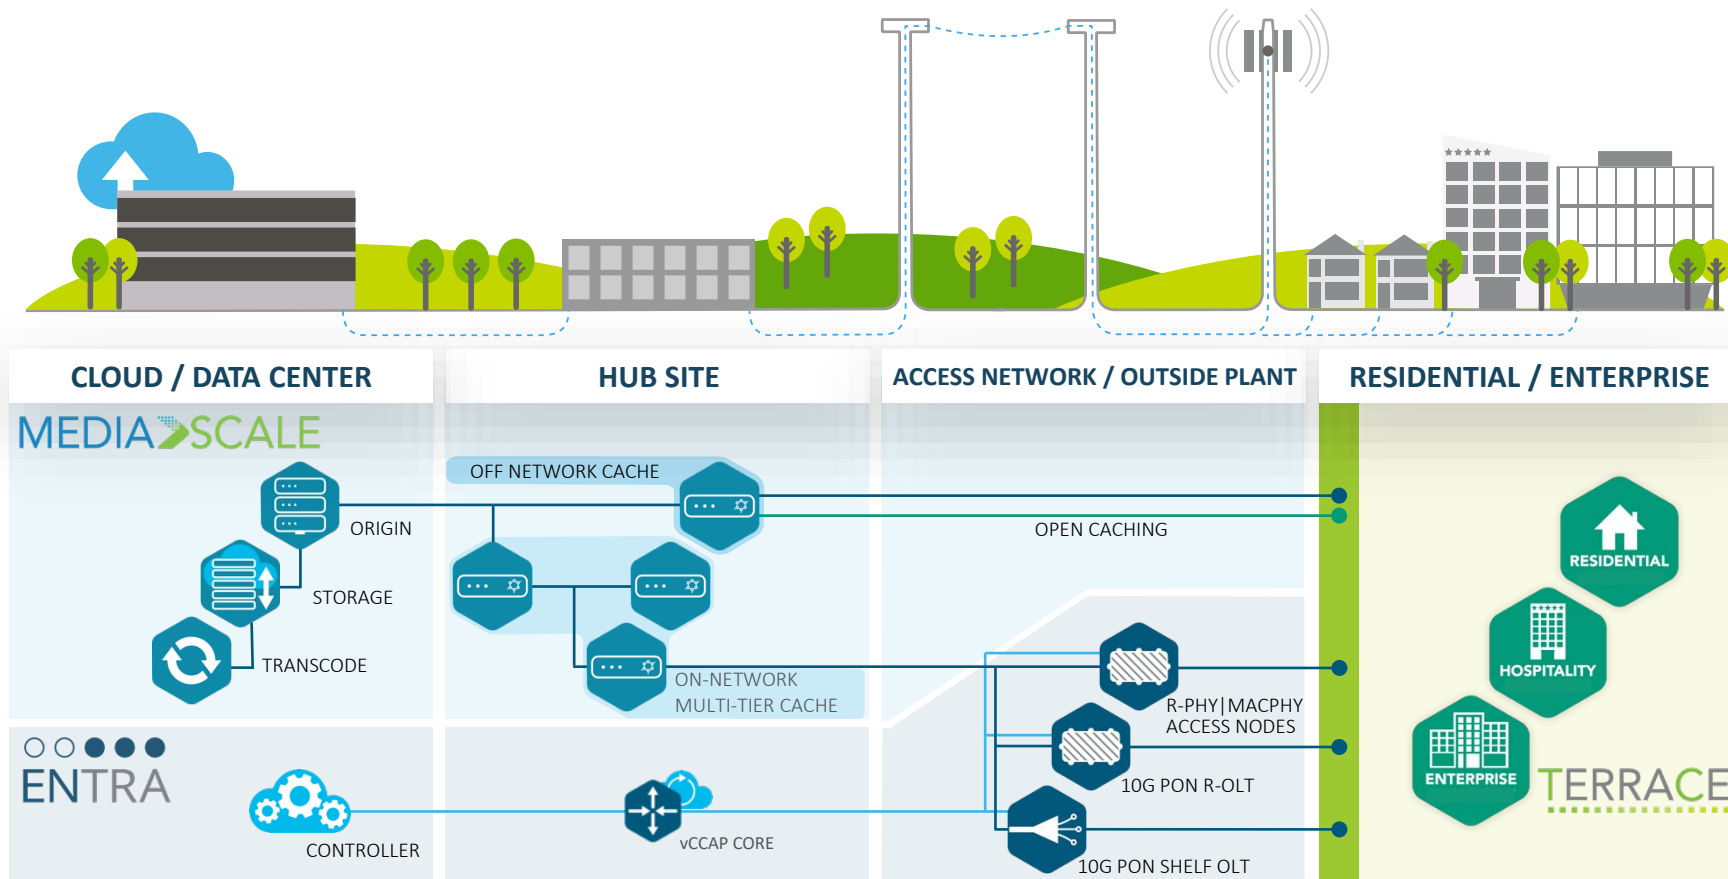 CLOUD / DATA CENTER
HUB SITE
ACCESS NETWORK / OUTSIDE PLANT
RESIDENTIAL / ENTERPRISE
MEDIA SCALE
OFF NETWORK CACHE
ORIGIN
OPEN CACHING
STORAGE
TRANSCODE
ON-NETWORK
MULTI-TIER CACHE
R-PHY|MACPHY
ACCESS NODES
10G PON R-OLT
10G PON SHELF OLT
ENTRA
CONTROLLER
vCCAP CORE
RESIDENTIAL
HOSPITALITY
ENTERPRISE
TERRACE